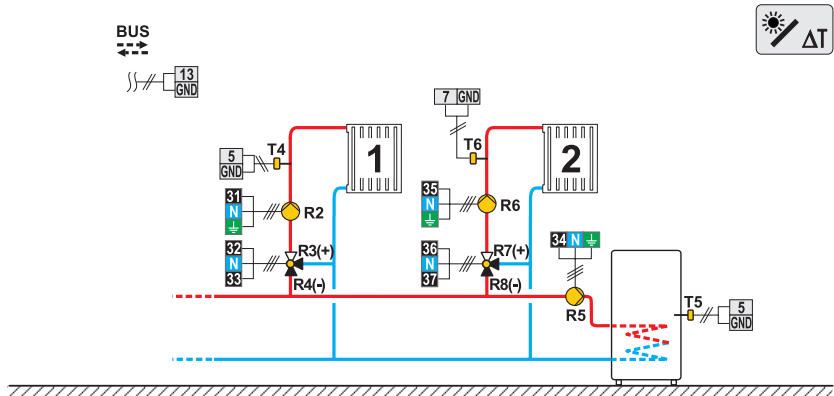 BUS
ΔT
13
GND
7 GND
5
GND
T4
1
T6
2
31
N
R2
35
N
R6
32
N
33
R3(+)
R4(-)
36
N
37
R7(+)
R8(-)
34 N
R5
T5
5
GND